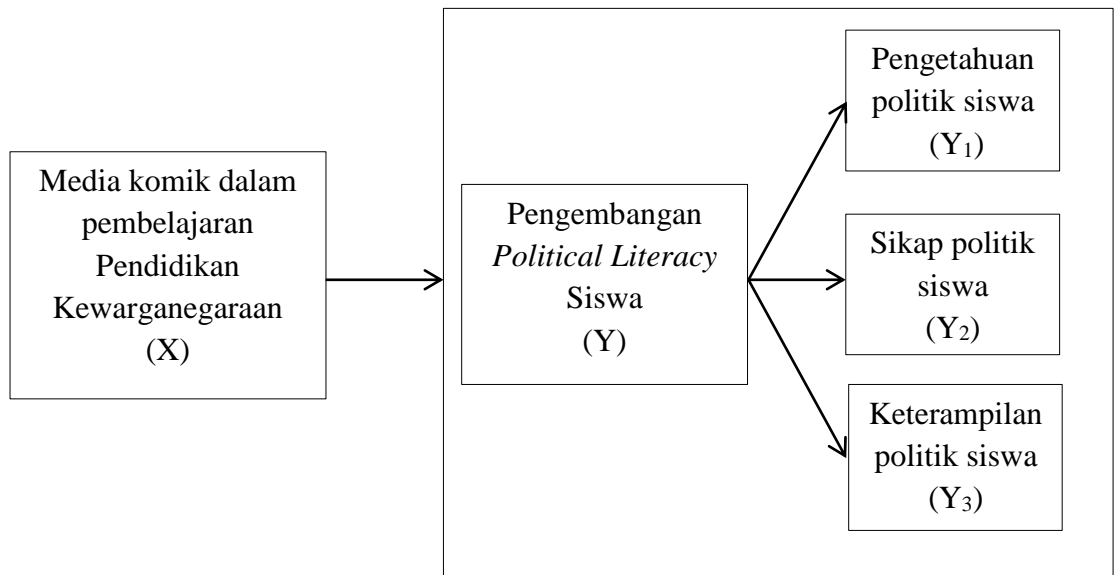 Media komik dalam
pembelajaran
Pendidikan
Kewarganegaraan
(X)
Pengembangan
Political Literacy
Siswa
(Y)
Pengetahuan
politik siswa
(Y₁)
Sikap politik
siswa
(Y₂)
Keterampilan
politik siswa
(Y₃)